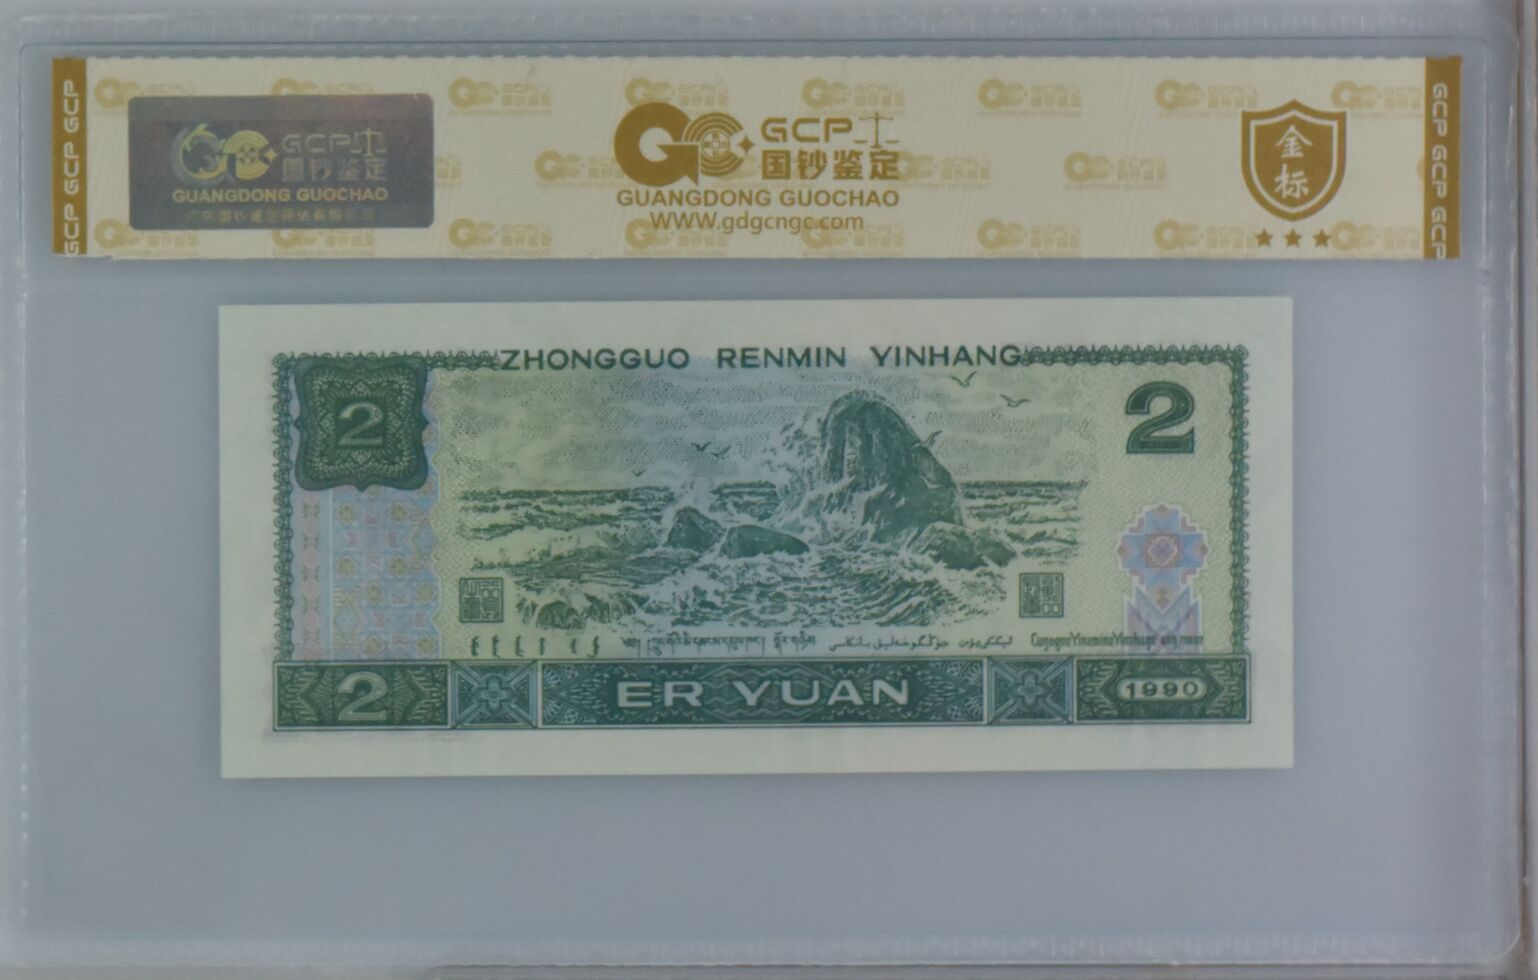 GCP GCP GCP
GCP
国钞鉴定
GUANGDONG GUOCHAO
广东国钞鉴定评估有限公司
GCP
国钞鉴定
GUANGDONG GUOCHAO
WWW.gdgcngc.com
金
标
GCP GCP GCP
ZHONGGUO RENMIN YINHANG
2
2
2
ER YUAN
1990